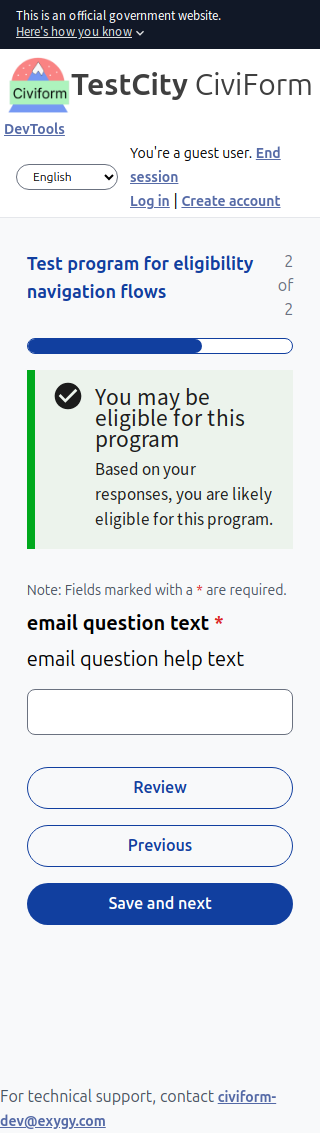 This is an official government website.
Here's how you know
Civiform
TestCity CiviForm
DevTools
English
You're a guest user. End
session
Log in | Create account
Test program for eligibility
navigation flows
2
of
2
You may be
eligible for this
program
Based on your
responses, you are likely
eligible for this program.
Note: Fields marked with a * are required.
email question text *
email question help text
Review
Previous
Save and next
For technical support, contact civiform-
dev@exygy.com